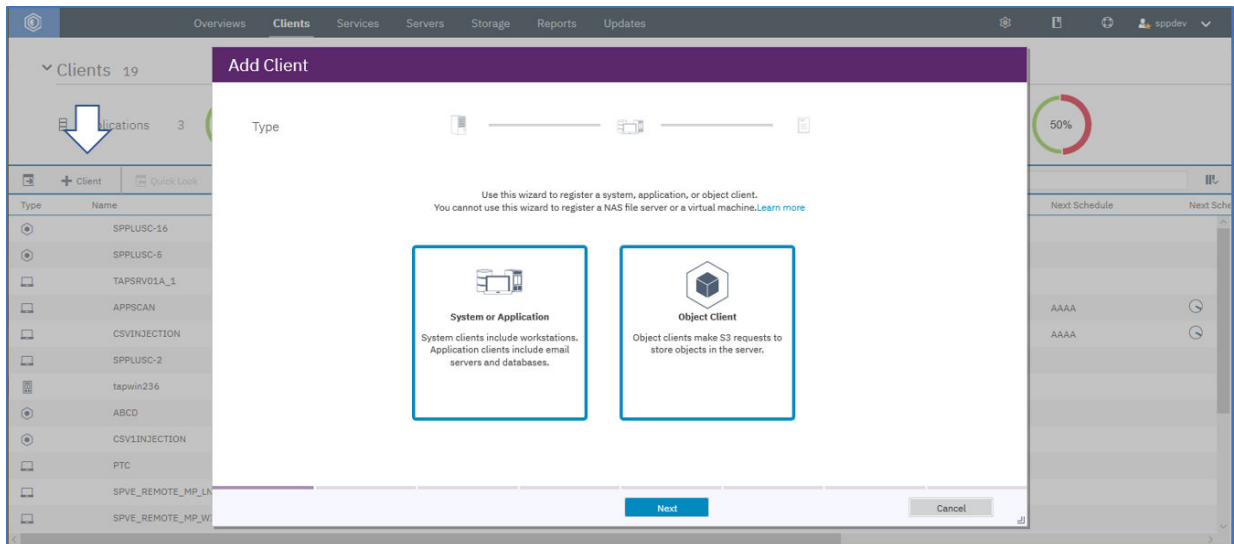 Overviews Clients Services Servers Storage Reports Updates sppdev
Clients 19
Add Client
Applications 3
Type
50%
Client Quick Look
Use this wizard to register a system, application, or object client.
You cannot use this wizard to register a NAS file server or a virtual machine.Learn more
Type Name Next Schedule Next Sche
SPPLUSC-16
SPPLUSC-5
TAPSRV01A_1
APPSCAN AAAA
CSVINJECTION AAAA
SPPLUSC-2
tapwin236
ABCD
CSV1INJECTION
PTC
SPVE_REMOTE_MP_LN
SPVE_REMOTE_MP_W
System or Application
System clients include workstations.
Application clients include email
servers and databases.
Object Client
Object clients make S3 requests to
store objects in the server.
Next Cancel